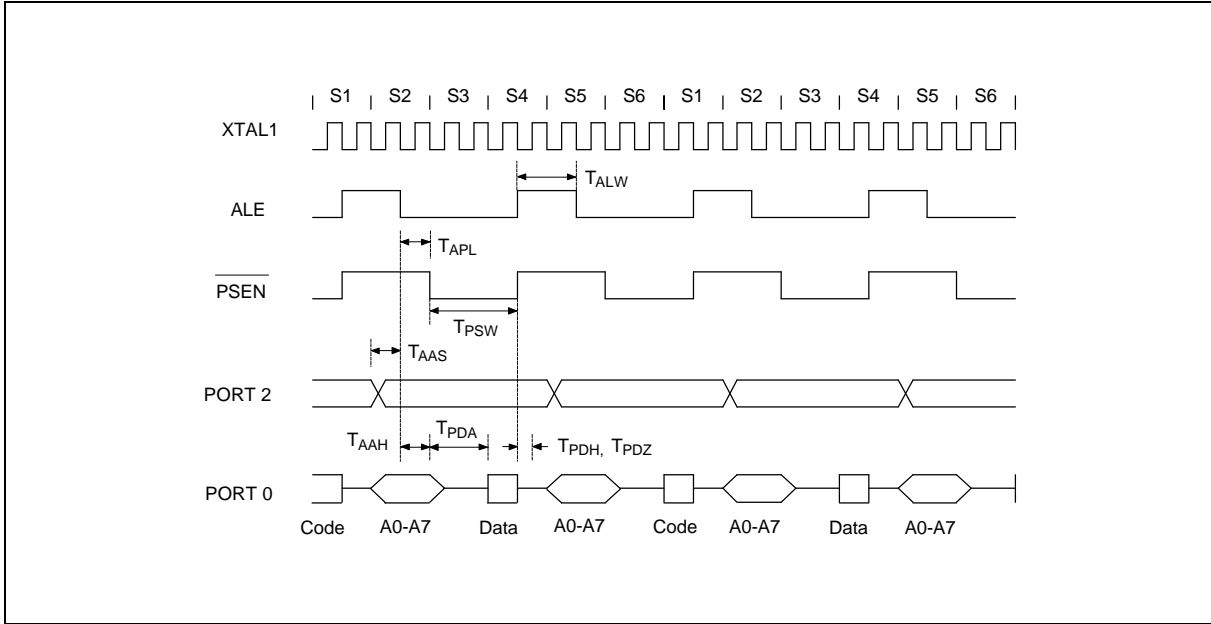 | S1 | S2 | S3 | S4 | S5 | S6 | S1 | S2 | S3 | S4 | S5 | S6 |
XTAL1
TALW
ALE
TAPL
PSEN
TPSW
TAAS
PORT 2
TAAH
TPDA
TPDH, TPDZ
PORT 0
Code A0-A7 Data A0-A7 Code A0-A7 Data A0-A7